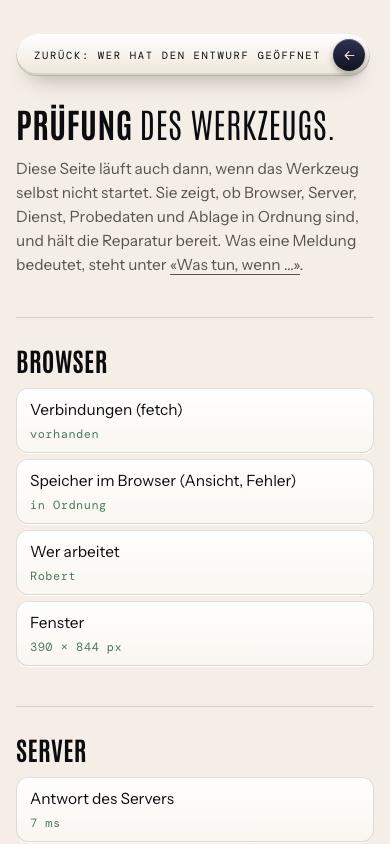 ZURÜCK: WER HAT DEN ENTWURF GEÖFFNET ←
PRÜFUNG DES WERKZEUGS.
Diese Seite läuft auch dann, wenn das Werkzeug
selbst nicht startet. Sie zeigt, ob Browser, Server,
Dienst, Probedaten und Ablage in Ordnung sind,
und hält die Reparatur bereit. Was eine Meldung
bedeutet, steht unter «Was tun, wenn …».
BROWSER
Verbindungen (fetch)
vorhanden
Speicher im Browser (Ansicht, Fehler)
in Ordnung
Wer arbeitet
Robert
Fenster
390 × 844 px
SERVER
Antwort des Servers
7 ms